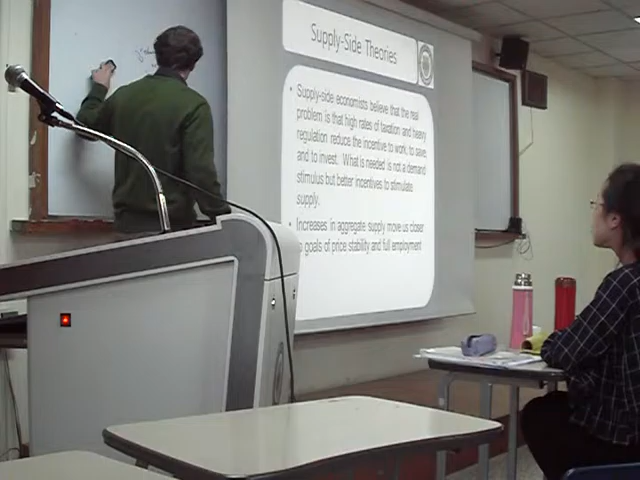 Supply-Side Theories
• Supply-side economists believe that the real
problem is that high rates of taxation and heavy
regulation reduce the incentive to work, to save,
and to invest. What is needed is not a demand
stimulus but better incentives to stimulate
supply.
• Increases in aggregate supply move us closer
goals of price stability and full employment